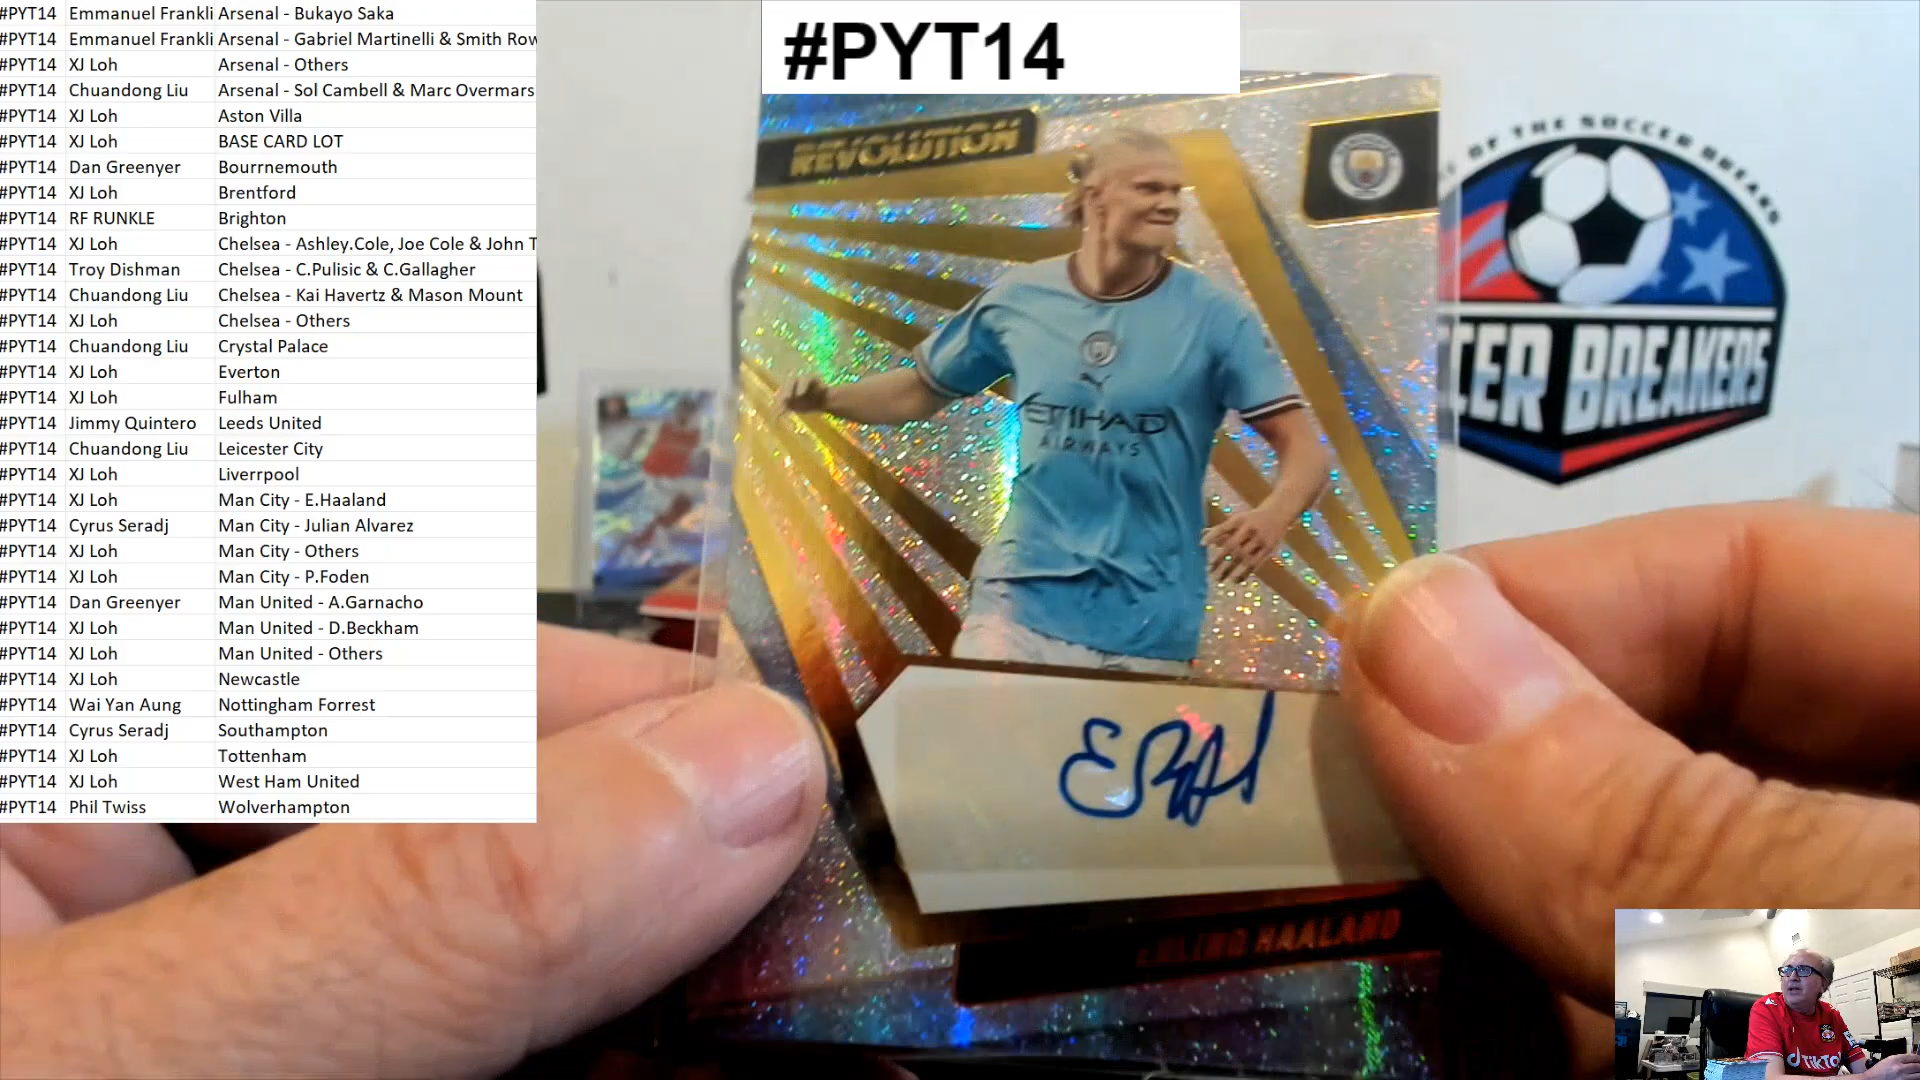 #PYT14 Emmanuel Frankli Arsenal - Bukayo Saka
#PYT14 Emmanuel Frankli Arsenal - Gabriel Martinelli & Smith Row
#PYT14 XJ Loh Arsenal - Others
#PYT14 Chuandong Liu Arsenal - Sol Cambell & Marc Overmars
#PYT14 XJ Loh Aston Villa
#PYT14 XJ Loh BASE CARD LOT
#PYT14 Dan Greenyer Bourrnemouth
#PYT14 XJ Loh Brentford
#PYT14 RF RUNKLE Brighton
#PYT14 XJ Loh Chelsea - Ashley.Cole, Joe Cole & John T
#PYT14 Troy Dishman Chelsea - C.Pulisic & C.Gallagher
#PYT14 Chuandong Liu Chelsea - Kai Havertz & Mason Mount
#PYT14 XJ Loh Chelsea - Others
#PYT14 Chuandong Liu Crystal Palace
#PYT14 XJ Loh Everton
#PYT14 XJ Loh Fulham
#PYT14 Jimmy Quintero Leeds United
#PYT14 Chuandong Liu Leicester City
#PYT14 XJ Loh Liverrpool
#PYT14 XJ Loh Man City - E.Haaland
#PYT14 Cyrus Seradj Man City - Julian Alvarez
#PYT14 XJ Loh Man City - Others
#PYT14 XJ Loh Man City - P.Foden
#PYT14 Dan Greenyer Man United - A.Garnacho
#PYT14 XJ Loh Man United - D.Beckham
#PYT14 XJ Loh Man United - Others
#PYT14 XJ Loh Newcastle
#PYT14 Wai Yan Aung Nottingham Forrest
#PYT14 Cyrus Seradj Southampton
#PYT14 XJ Loh Tottenham
#PYT14 XJ Loh West Ham United
#PYT14 Phil Twiss Wolverhampton
#PYT14
REVOLUTION
ETIHAD
AIRWAYS
ERLING HAALAND
OF THE SOCCER BREAKS
CCER BREAKERS
TikTo